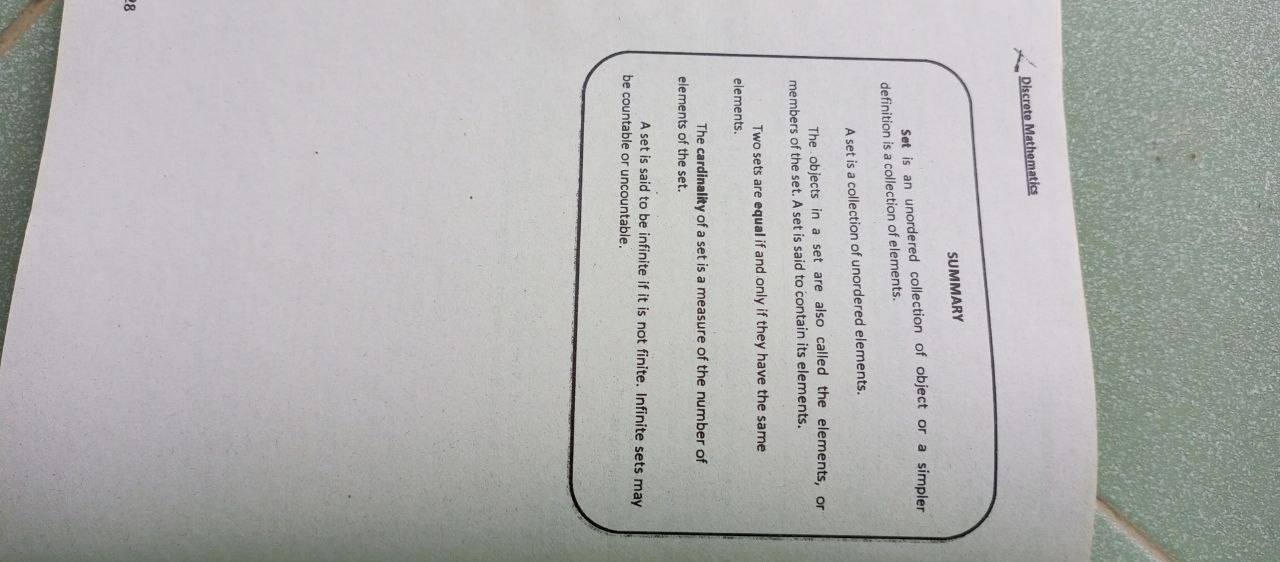 Discrete Mathematics
SUMMARY
Set is an unordered collection of object or a simpler
definition is a collection of elements.
A set is a collection of unordered elements.
The objects in a set are also called the elements, or
members of the set. A set is said to contain its elements.
Two sets are equal if and only if they have the same
elements.
The cardinality of a set is a measure of the number of
elements of the set.
A set is said to be infinite if it is not finite. Infinite sets may
be countable or uncountable.
28